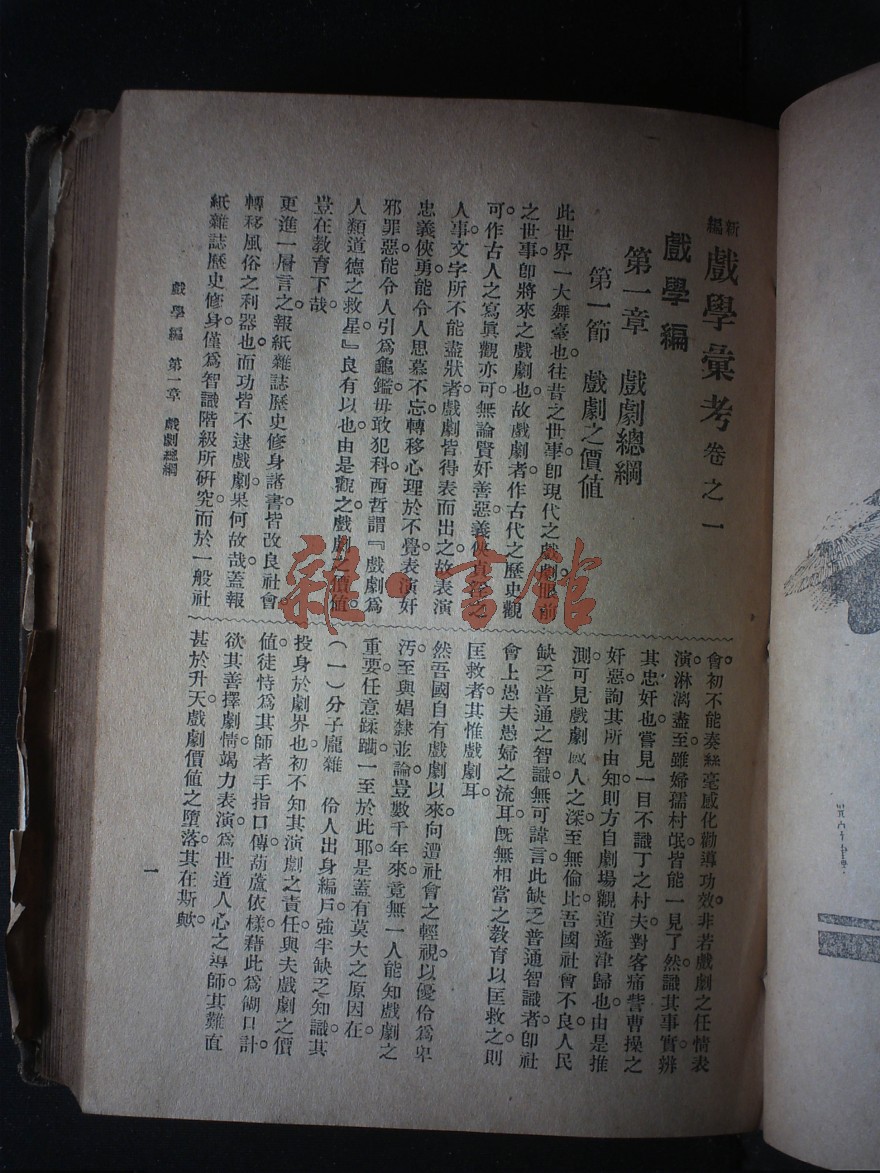 新編戲學彙考卷之一
戲學編
第一章　戲劇總綱
第一節　戲劇之價值
此世界一大舞臺也往昔之世事卽現代之戲劇眼前
之世事卽將來之戲劇也故戲劇者作古代之歷史觀
可作古人之寫眞觀亦可無論賢奸善惡義俠貞淫之
人事文字所不能盡狀者戲劇皆得表而出之故表演
忠義俠勇能令人思慕不忘轉移心理於不覺表演奸
邪罪惡能令人引爲龜鑑毋敢犯科西哲謂『戲劇爲
人類道德之救星』良有以也由是觀之戲劇之價値
豈在教育下哉
更進一層言之報紙雜誌歷史修身諸書皆改良社會
轉移風俗之利器也而功皆不逮戲劇果何故哉蓋報
紙雜誌歷史修身僅爲智識階級所研究而於一般社
會初不能奏絲毫感化勸導功效非若戲劇之任情表
演淋漓盡至雖婦孺村氓皆能一見了然識其事實辨
其忠奸也嘗見一目不識丁之村夫對客痛訾曹操之
奸惡詢其所由知則方自劇場觀逍遙津歸也由是推
測可見戲劇感人之深至無倫比吾國社會不良人民
缺乏普通之智識無可諱言此缺乏普通智識者卽社
會上愚夫愚婦之流耳旣無相當之教育以匡救之則
匡救者其惟戲劇耳
然吾國自有戲劇以來向遭社會之輕視以優伶爲卑
汚至與娼隸並論豈數千年來竟無一人能知戲劇之
重要任意蹂躪一至於此耶是蓋有莫大之原因在
（一）分子龐雜　伶人出身編戶強半缺乏知識其
投身於劇界也初不知其演劇之責任與夫戲劇之價
值徒恃爲其師者手指口傳葫蘆依樣藉此爲餬口計
欲其善擇劇情竭力表演爲世道人心之導師其難直
甚於升天戲劇價値之墮落其在斯歟
戲學編　第一章　戲劇總綱
一
雜·書館